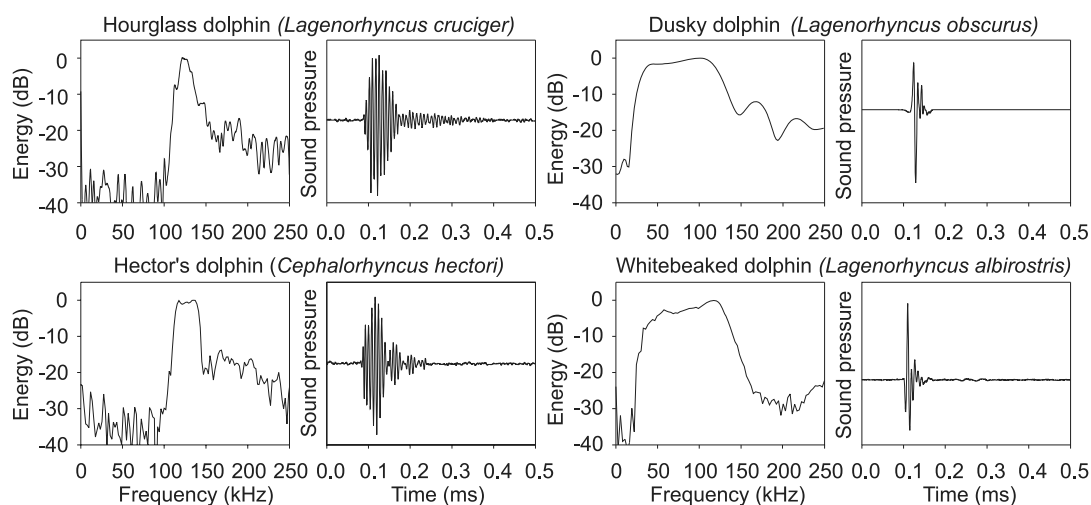 Hourglass dolphin (Lagenorhyncus cruciger)
Energy (dB)
0
-10
-20
-30
-40
0 50 100 150 200 250
Sound pressure
0.0 0.1 0.2 0.3 0.4 0.5
Dusky dolphin (Lagenorhyncus obscurus)
Energy (dB)
0
-10
-20
-30
-40
0 50 100 150 200 250
Sound pressure
0.0 0.1 0.2 0.3 0.4 0.5
Hector's dolphin (Cephalorhyncus hectori)
Energy (dB)
0
-10
-20
-30
-40
0 50 100 150 200 250
Frequency (kHz)
Sound pressure
0.0 0.1 0.2 0.3 0.4 0.5
Time (ms)
Whitebeaked dolphin (Lagenorhyncus albirostris)
Energy (dB)
0
-10
-20
-30
-40
0 50 100 150 200 250
Frequency (kHz)
Sound pressure
0.0 0.1 0.2 0.3 0.4 0.5
Time (ms)